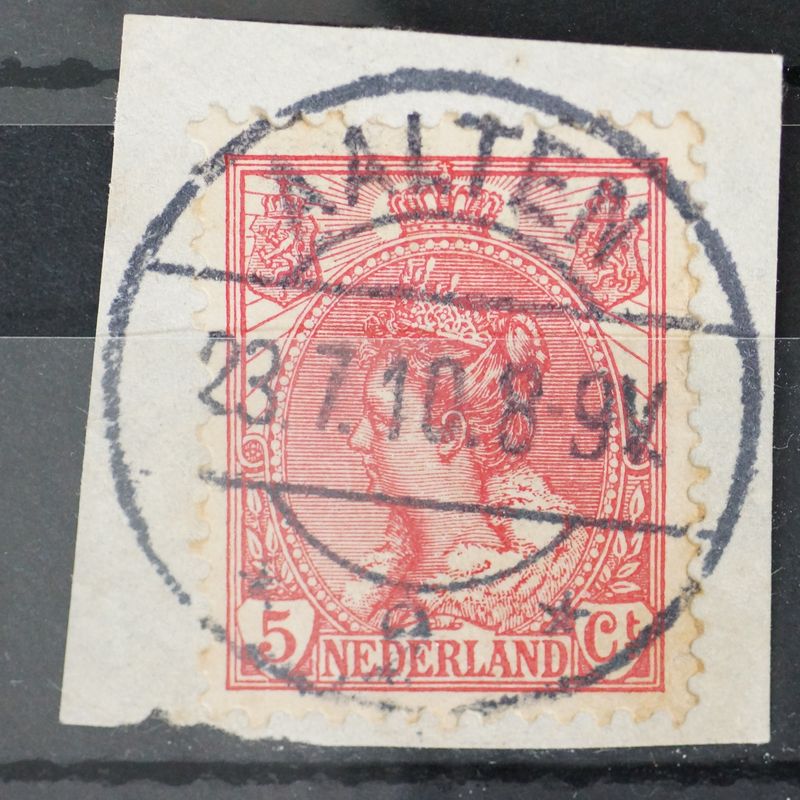 AALTEN
23.7.10.8-9V.
* a *
5 NEDERLAND Ct